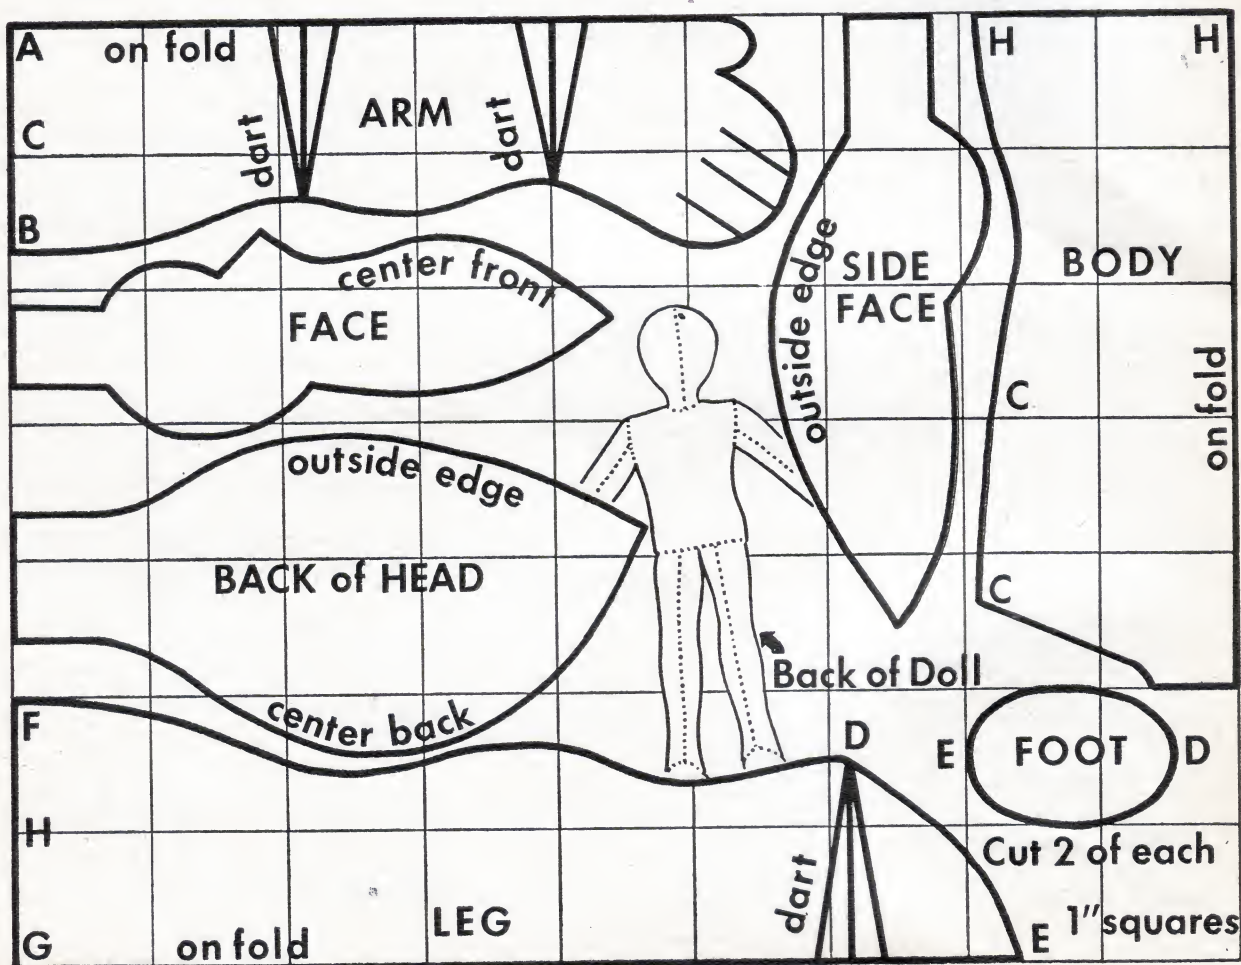 A
on fold
H
H
C
dart
ARM
dart
B
center front
FACE
outside edge
SIDE
FACE
BODY
C
on fold
outside edge
BACK of HEAD
C
Back of Doll
center back
F
D
E
FOOT
D
H
Cut 2 of each
dart
LEG
1" squares
G
on fold
E